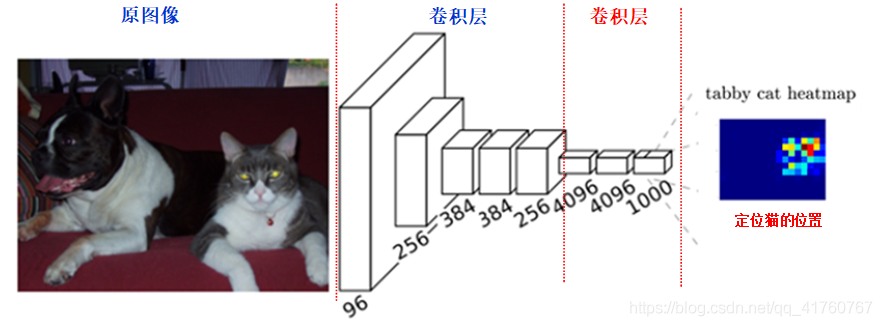 原图像
卷积层
卷积层
tabby cat heatmap
96
256
384
384
256
4096
4096
1000
定位猫的位置
https://blog.csdn.net/qq_41760767